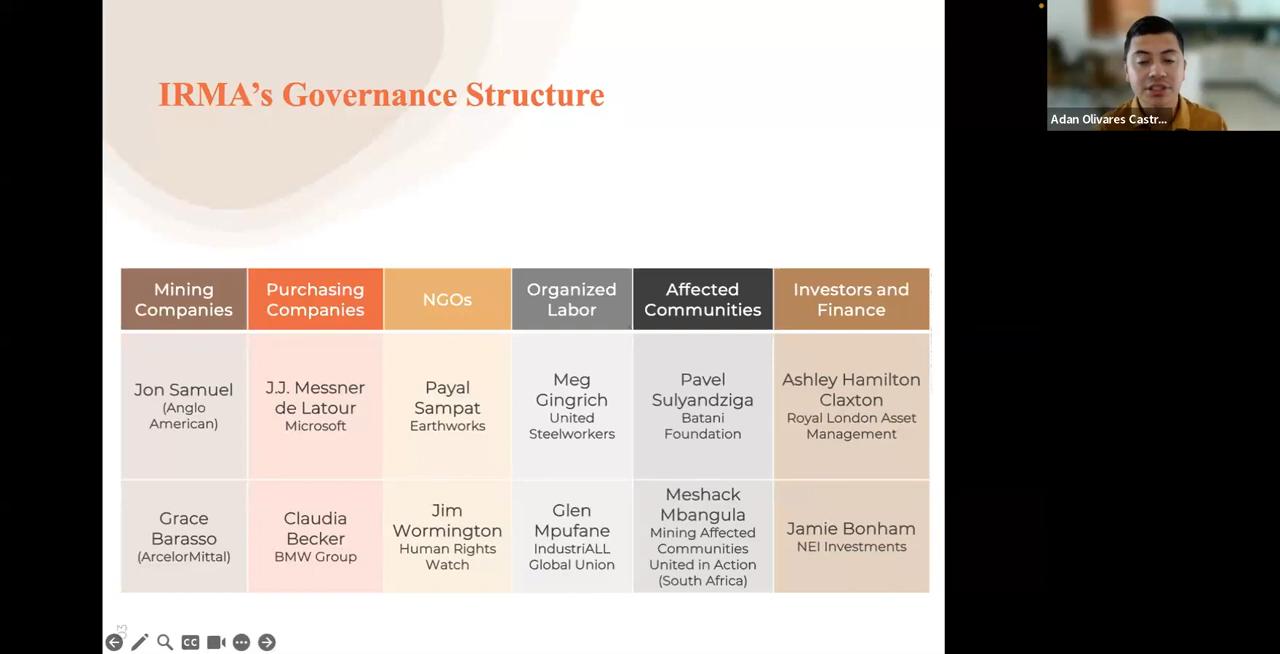 IRMA’s Governance Structure
Adan Olivares Castr...
Mining
Companies
Purchasing
Companies
NGOs
Organized
Labor
Affected
Communities
Investors and
Finance
Jon Samuel
(Anglo
American)
J.J. Messner
de Latour
Microsoft
Payal
Sampat
Earthworks
Meg
Gingrich
United
Steelworkers
Pavel
Sulyandziga
Batani
Foundation
Ashley Hamilton
Claxton
Royal London Asset
Management
Grace
Barasso
(ArcelorMittal)
Claudia
Becker
BMW Group
Jim
Wormington
Human Rights
Watch
Glen
Mpufane
IndustriALL
Global Union
Meshack
Mbangula
Mining Affected
Communities
United in Action
(South Africa)
Jamie Bonham
NEI Investments
CC